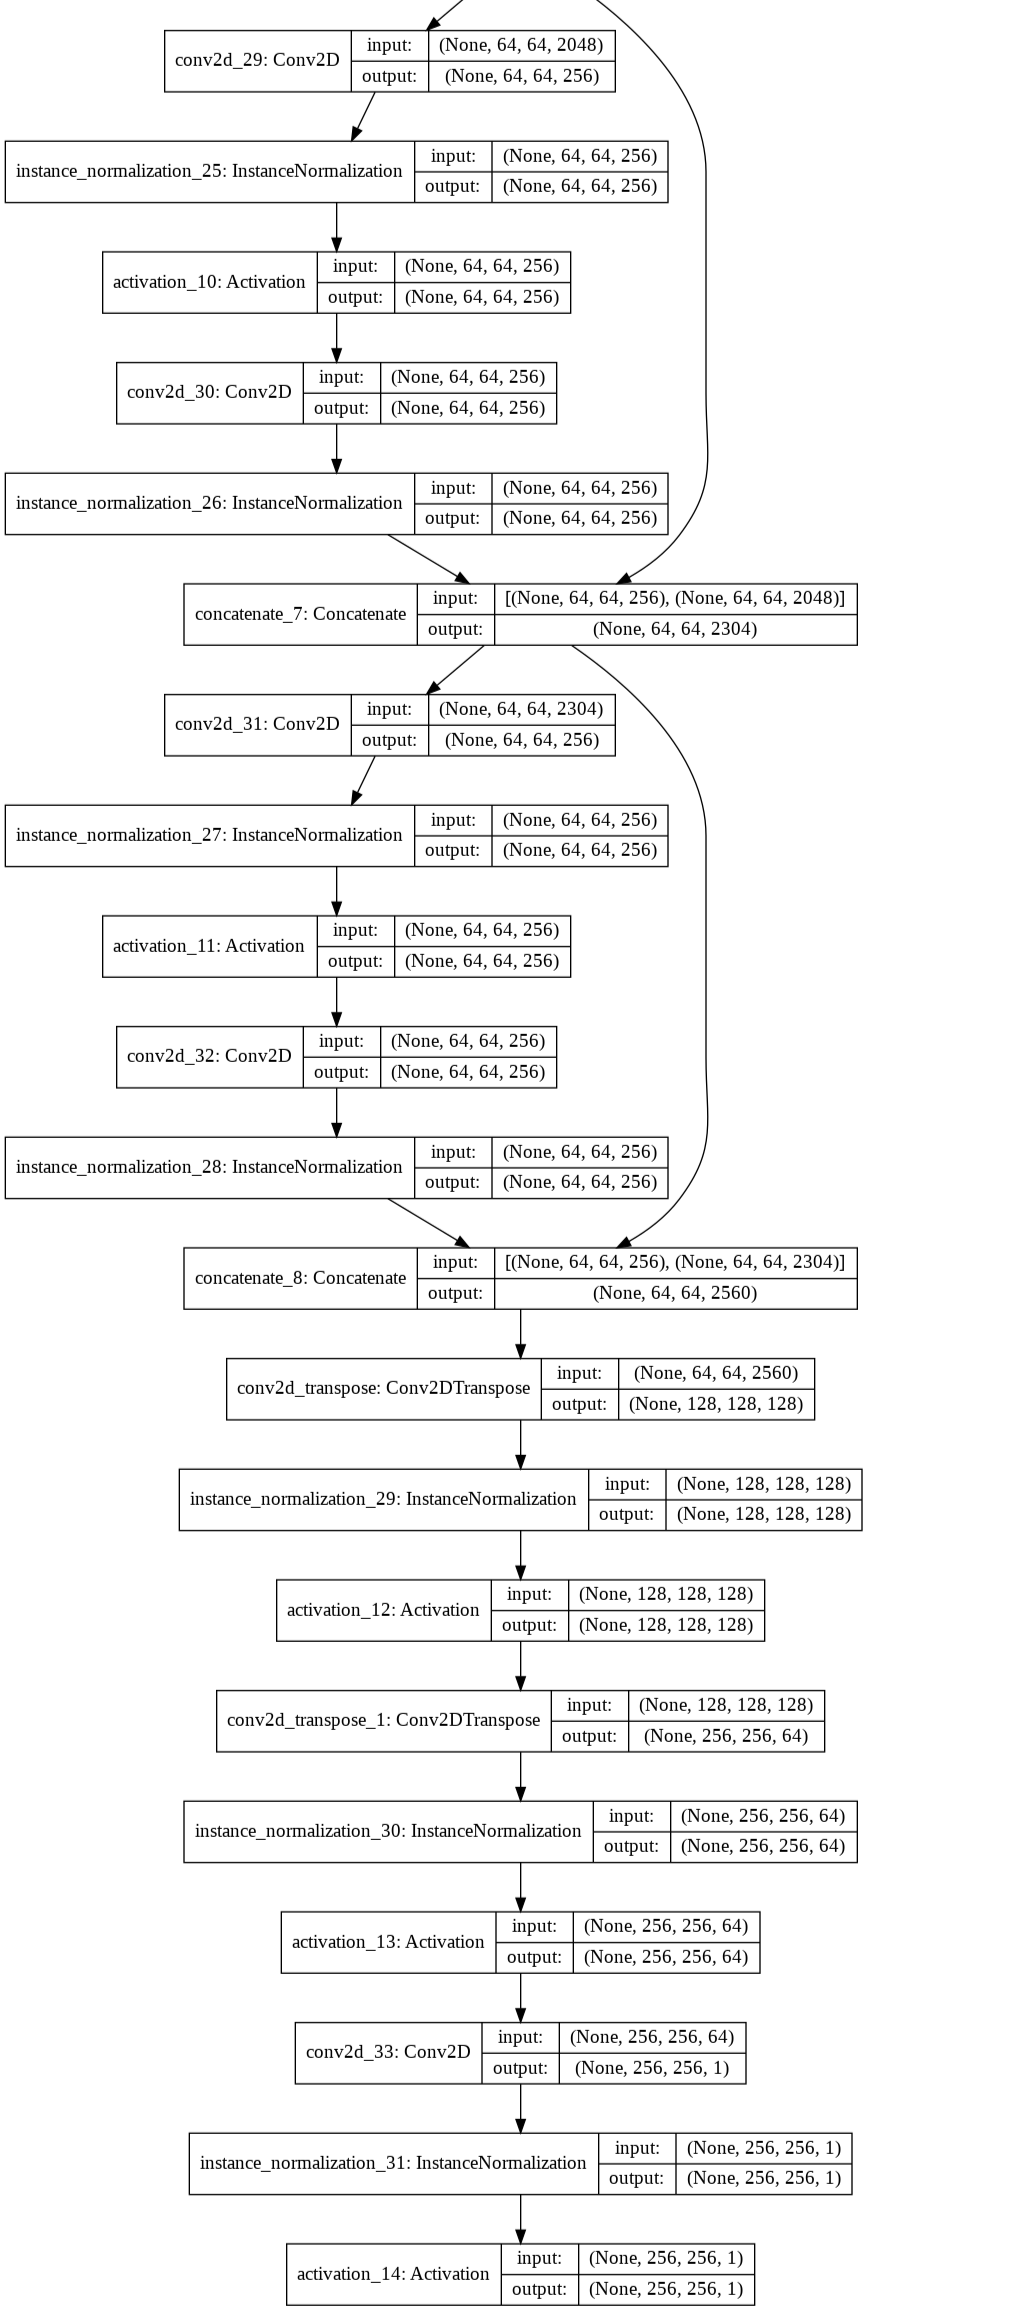 conv2d_29: Conv2D
input: (None, 64, 64, 2048)
output: (None, 64, 64, 256)
instance_normalization_25: InstanceNormalization
input: (None, 64, 64, 256)
output: (None, 64, 64, 256)
activation_10: Activation
input: (None, 64, 64, 256)
output: (None, 64, 64, 256)
conv2d_30: Conv2D
input: (None, 64, 64, 256)
output: (None, 64, 64, 256)
instance_normalization_26: InstanceNormalization
input: (None, 64, 64, 256)
output: (None, 64, 64, 256)
concatenate_7: Concatenate
input: [(None, 64, 64, 256), (None, 64, 64, 2048)]
output: (None, 64, 64, 2304)
conv2d_31: Conv2D
input: (None, 64, 64, 2304)
output: (None, 64, 64, 256)
instance_normalization_27: InstanceNormalization
input: (None, 64, 64, 256)
output: (None, 64, 64, 256)
activation_11: Activation
input: (None, 64, 64, 256)
output: (None, 64, 64, 256)
conv2d_32: Conv2D
input: (None, 64, 64, 256)
output: (None, 64, 64, 256)
instance_normalization_28: InstanceNormalization
input: (None, 64, 64, 256)
output: (None, 64, 64, 256)
concatenate_8: Concatenate
input: [(None, 64, 64, 256), (None, 64, 64, 2304)]
output: (None, 64, 64, 2560)
conv2d_transpose: Conv2DTranspose
input: (None, 64, 64, 2560)
output: (None, 128, 128, 128)
instance_normalization_29: InstanceNormalization
input: (None, 128, 128, 128)
output: (None, 128, 128, 128)
activation_12: Activation
input: (None, 128, 128, 128)
output: (None, 128, 128, 128)
conv2d_transpose_1: Conv2DTranspose
input: (None, 128, 128, 128)
output: (None, 256, 256, 64)
instance_normalization_30: InstanceNormalization
input: (None, 256, 256, 64)
output: (None, 256, 256, 64)
activation_13: Activation
input: (None, 256, 256, 64)
output: (None, 256, 256, 64)
conv2d_33: Conv2D
input: (None, 256, 256, 64)
output: (None, 256, 256, 1)
instance_normalization_31: InstanceNormalization
input: (None, 256, 256, 1)
output: (None, 256, 256, 1)
activation_14: Activation
input: (None, 256, 256, 1)
output: (None, 256, 256, 1)